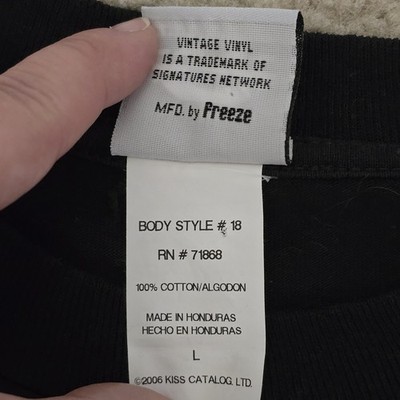 VINTAGE VINYL
IS A TRADEMARK OF
SIGNATURES NETWORK
MFD. by Freeze
BODY STYLE # 18
RN # 71868
100% COTTON/ALGODON
MADE IN HONDURAS
HECHO EN HONDURAS
L
©2006 KISS CATALOG. LTD.